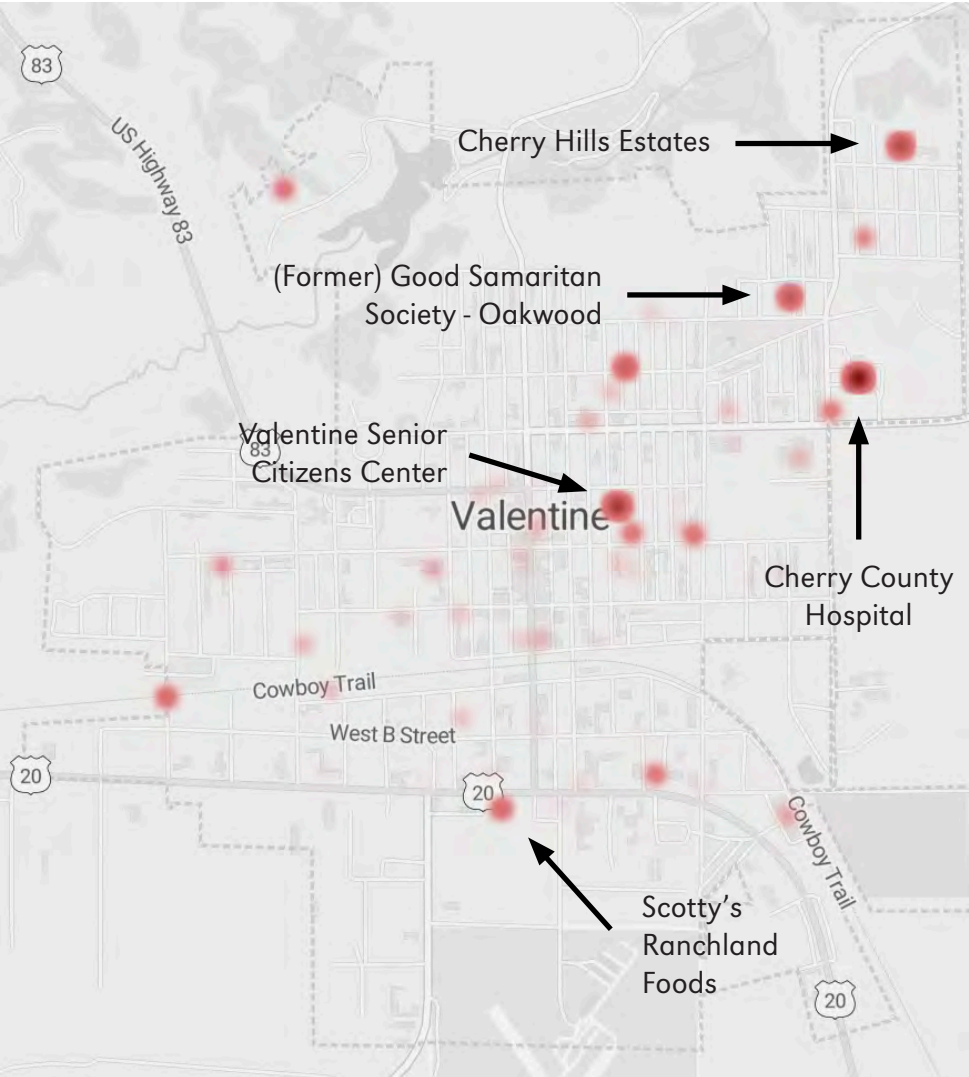 83
US Highway 83
Cherry Hills Estates
(Former) Good Samaritan
Society - Oakwood
Valentine Senior
Citizens Center
83
Valentine
Cherry County
Hospital
Cowboy Trail
West B Street
20
20
Cowboy Trail
Scotty’s
Ranchland
Foods
20